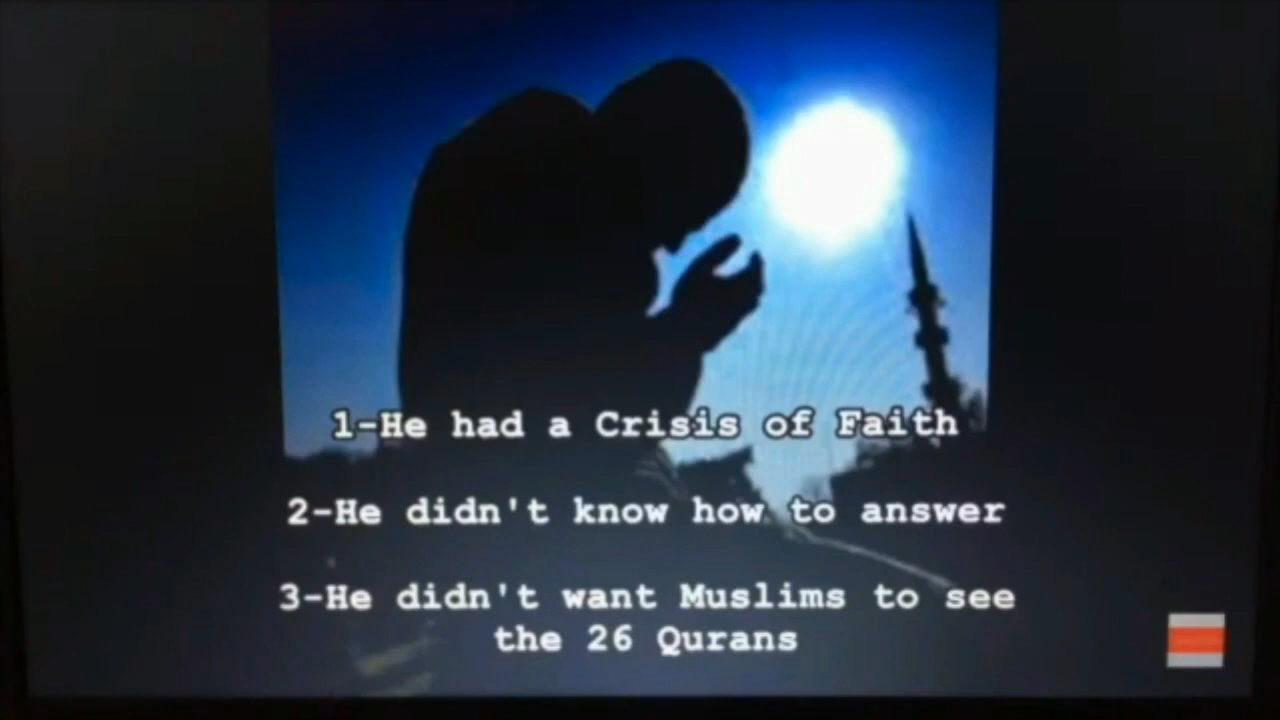 1-He had a Crisis of Faith
2-He didn't know how to answer
3-He didn't want Muslims to see
the 26 Qurans